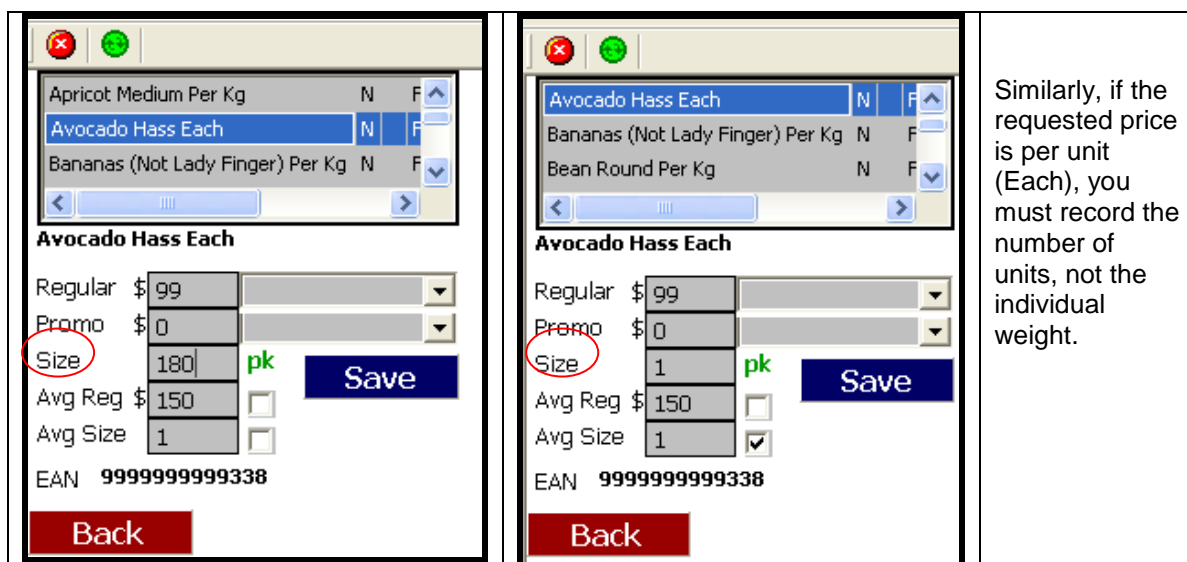 Apricot Medium Per Kg N F
Avocado Hass Each N F
Bananas (Not Lady Finger) Per Kg N F
Avocado Hass Each
Regular $ 99
Promo $ 0
Size 180 pk
Save
Avg Reg $ 150
Avg Size 1
EAN 9999999999338
Back
Avocado Hass Each N F
Bananas (Not Lady Finger) Per Kg N F
Bean Round Per Kg N F
Avocado Hass Each
Regular $ 99
Promo $ 0
Size 1 pk
Save
Avg Reg $ 150
Avg Size 1
EAN 9999999999338
Back
Similarly, if the
requested price
is per unit
(Each), you
must record the
number of
units, not the
individual
weight.